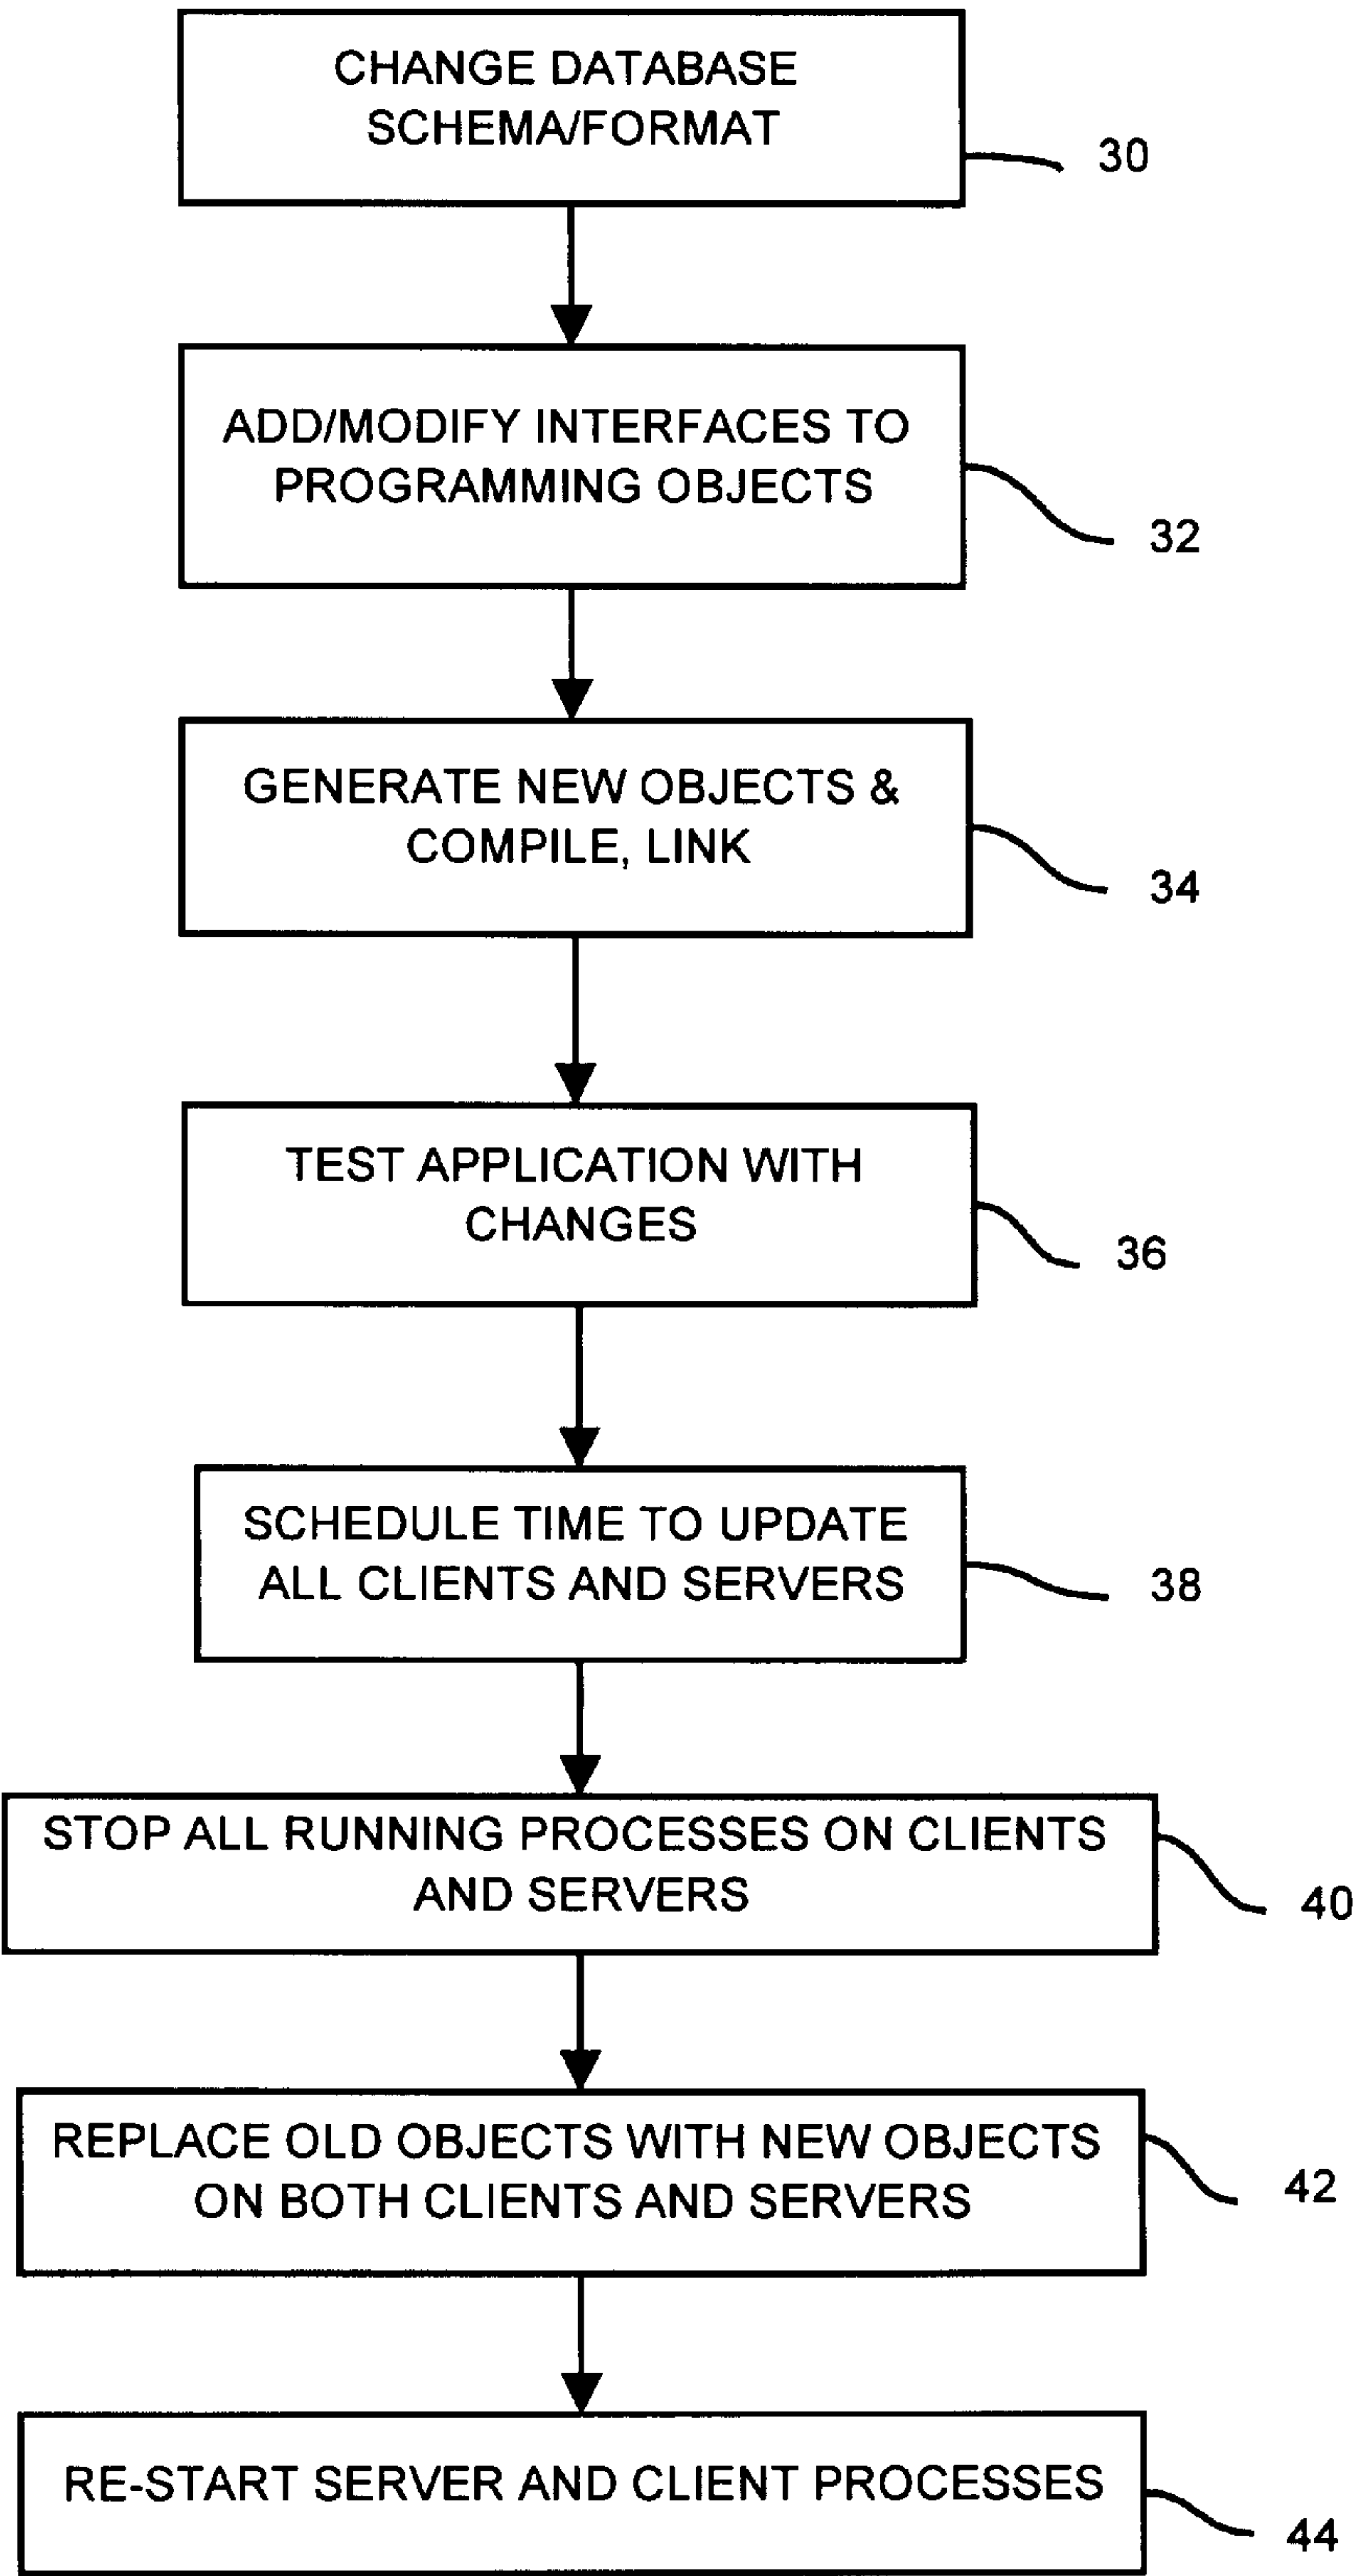 CHANGE DATABASE
SCHEMA/FORMAT
30
ADD/MODIFY INTERFACES TO
PROGRAMMING OBJECTS
32
GENERATE NEW OBJECTS &
COMPILE, LINK
34
TEST APPLICATION WITH
CHANGES
36
SCHEDULE TIME TO UPDATE
ALL CLIENTS AND SERVERS
38
STOP ALL RUNNING PROCESSES ON CLIENTS
AND SERVERS
40
REPLACE OLD OBJECTS WITH NEW OBJECTS
ON BOTH CLIENTS AND SERVERS
42
RE-START SERVER AND CLIENT PROCESSES
44